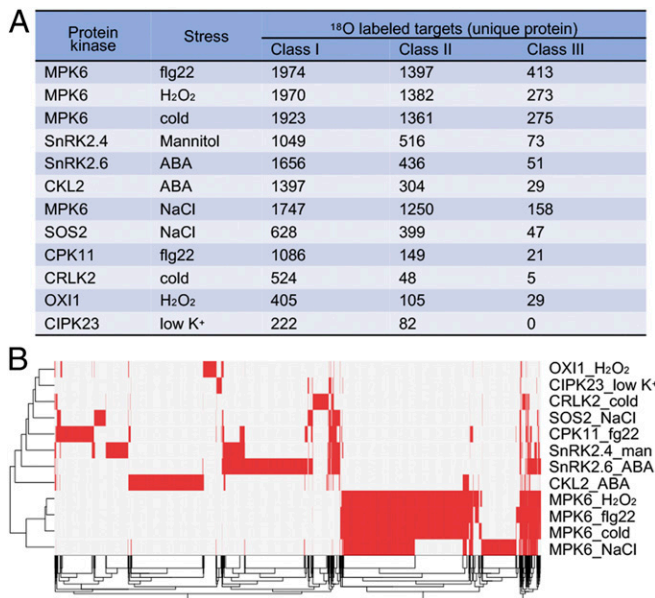 A
Protein kinase Stress ¹⁸O labeled targets (unique protein)
Class I Class II Class III
MPK6 flg22 1974 1397 413
MPK6 H₂O₂ 1970 1382 273
MPK6 cold 1923 1361 275
SnRK2.4 Mannitol 1049 516 73
SnRK2.6 ABA 1656 436 51
CKL2 ABA 1397 304 29
MPK6 NaCl 1747 1250 158
SOS2 NaCl 628 399 47
CPK11 flg22 1086 149 21
CRLK2 cold 524 48 5
OXI1 H₂O₂ 405 105 29
CIPK23 low K⁺ 222 82 0
B
OXI1_H₂O₂
CIPK23_low K⁺
CRLK2_cold
SOS2_NaCl
CPK11_fg22
SnRK2.4_man
SnRK2.6_ABA
CKL2_ABA
MPK6_H₂O₂
MPK6_flg22
MPK6_cold
MPK6_NaCl